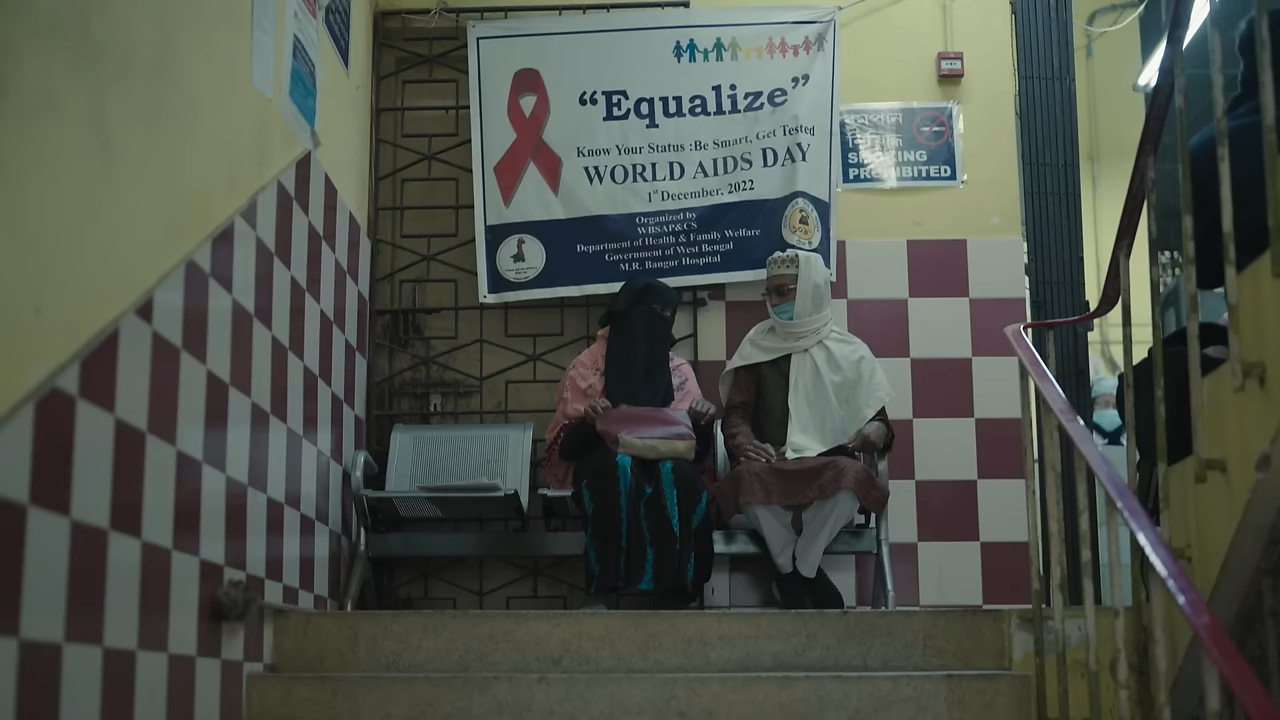 “Equalize”
Know Your Status :Be Smart, Get Tested
WORLD AIDS DAY
1st December, 2022
Organized by
WBSAP&CS
Department of Health & Family Welfare
Government of West Bengal
M.R. Bangur Hospital
ধূমপান
নিষিদ্ধ
SMOKING
PROHIBITED